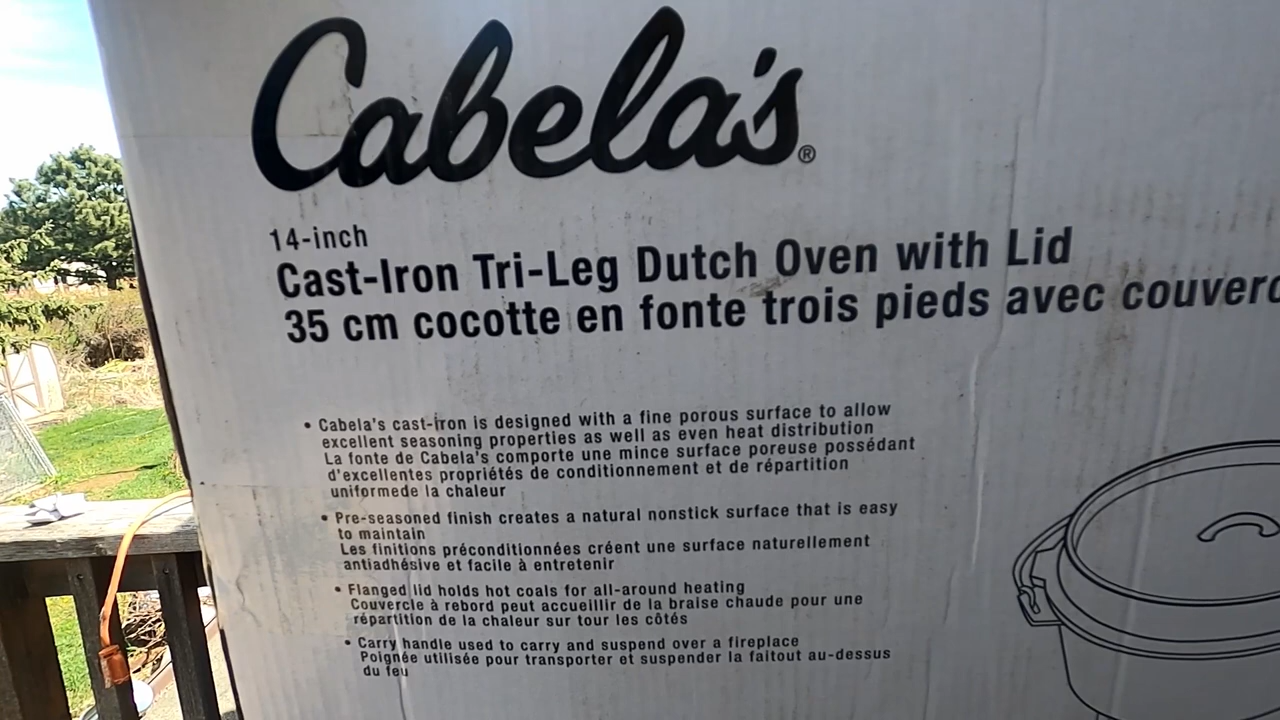 Cabela's®
14-inch
Cast-Iron Tri-Leg Dutch Oven with Lid
35 cm cocotte en fonte trois pieds avec
• Cabela's cast-iron is designed with a fine porous surface to allow
excellent seasoning properties as well as even heat distribution
La fonte de Cabela's comporte une mince surface poreuse possédant
d'excellentes propriétés de conditionnement et de répartition
uniformede la chaleur
• Pre-seasoned finish creates a natural nonstick surface that is easy
to maintain
Les finitions préconditionnées créent une surface naturellement
antiadhésive et facile à entretenir
• Flanged lid holds hot coals for all-around heating
Couvercle à rebord peut accueillir de la braise chaude pour une
répartition de la chaleur sur tous les côtés
• Carry handle used to carry and suspend over a fireplace
Poignée utilisée pour transporter et suspender la faitout au-dessus
du feu